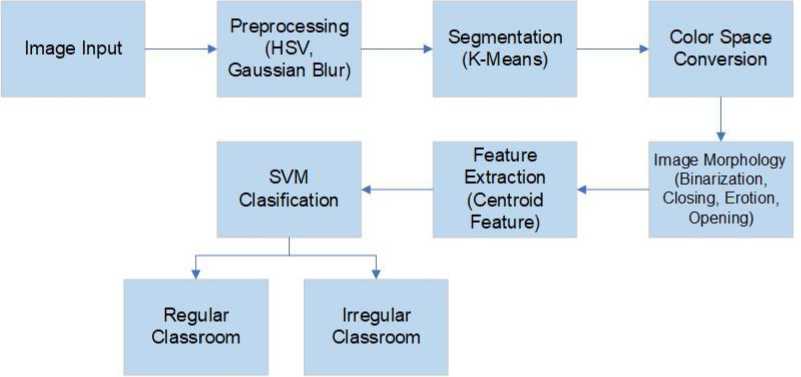 Image Input
Preprocessing
(HSV,
Gaussian Blur)
Segmentation
(K-Means)
Color Space
Conversion
Image Morphology
(Binarization,
Closing, Erotion,
Opening)
Feature
Extraction
(Centroid
Feature)
SVM
Clasification
Regular
Classroom
Irregular
Classroom